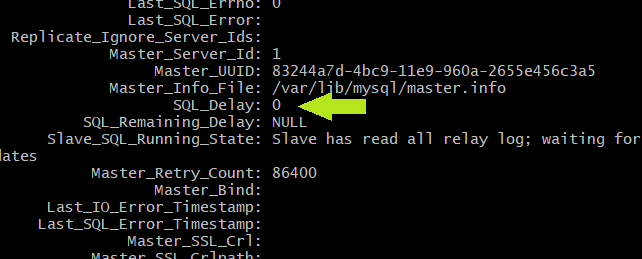 Last_SQL_Errno: 0
Last_SQL_Error:
Replicate_Ignore_Server_Ids:
Master_Server_Id: 1
Master_UUID: 83244a7d-4bc9-11e9-960a-2655e456c3a5
Master_Info_File: /var/lib/mysql/master.info
SQL_Delay: 0
SQL_Remaining_Delay: NULL
Slave_SQL_Running_State: Slave has read all relay log; waiting for
dates
Master_Retry_Count: 86400
Master_Bind:
Last_IO_Error_Timestamp:
Last_SQL_Error_Timestamp:
Master_SSL_Crl:
Master_SSL_Crlpath: